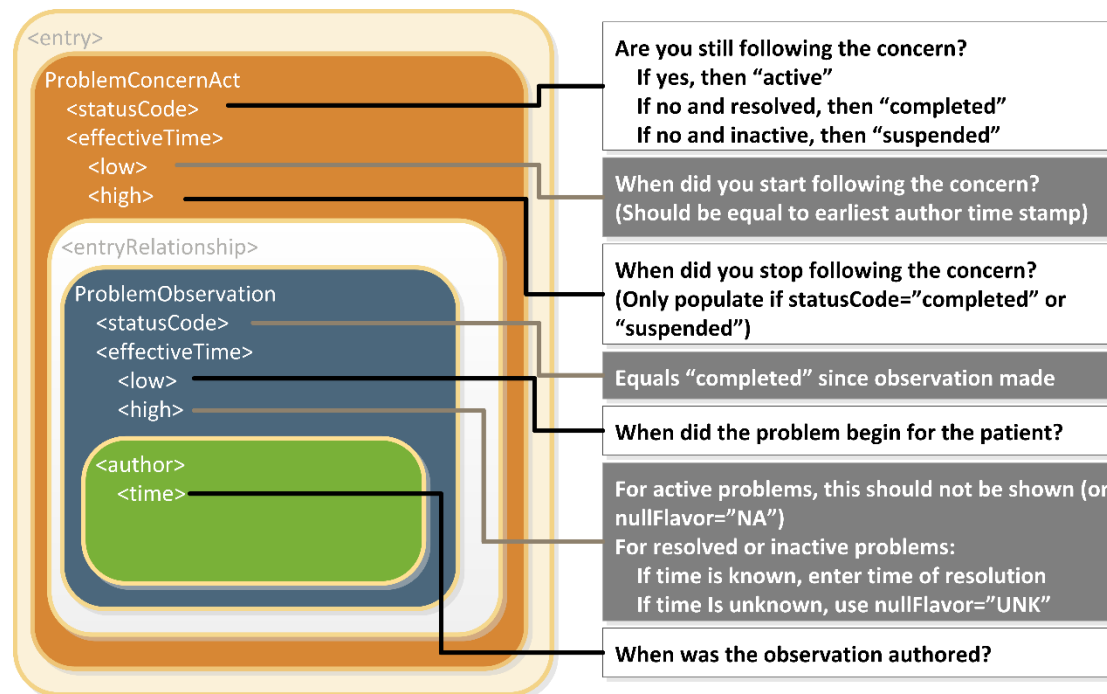 <entry>
ProblemConcernAct
<statusCode>
<effectiveTime>
<low>
<high>
<entryRelationship>
ProblemObservation
<statusCode>
<effectiveTime>
<low>
<high>
<author>
<time>
Are you still following the concern?
If yes, then “active”
If no and resolved, then “completed”
If no and inactive, then “suspended”
When did you start following the concern?
(Should be equal to earliest author time stamp)
When did you stop following the concern?
(Only populate if statusCode=”completed” or
“suspended”)
Equals “completed” since observation made
When did the problem begin for the patient?
For active problems, this should not be shown (or
nullFlavor=”NA”)
For resolved or inactive problems:
If time is known, enter time of resolution
If time Is unknown, use nullFlavor=”UNK”
When was the observation authored?